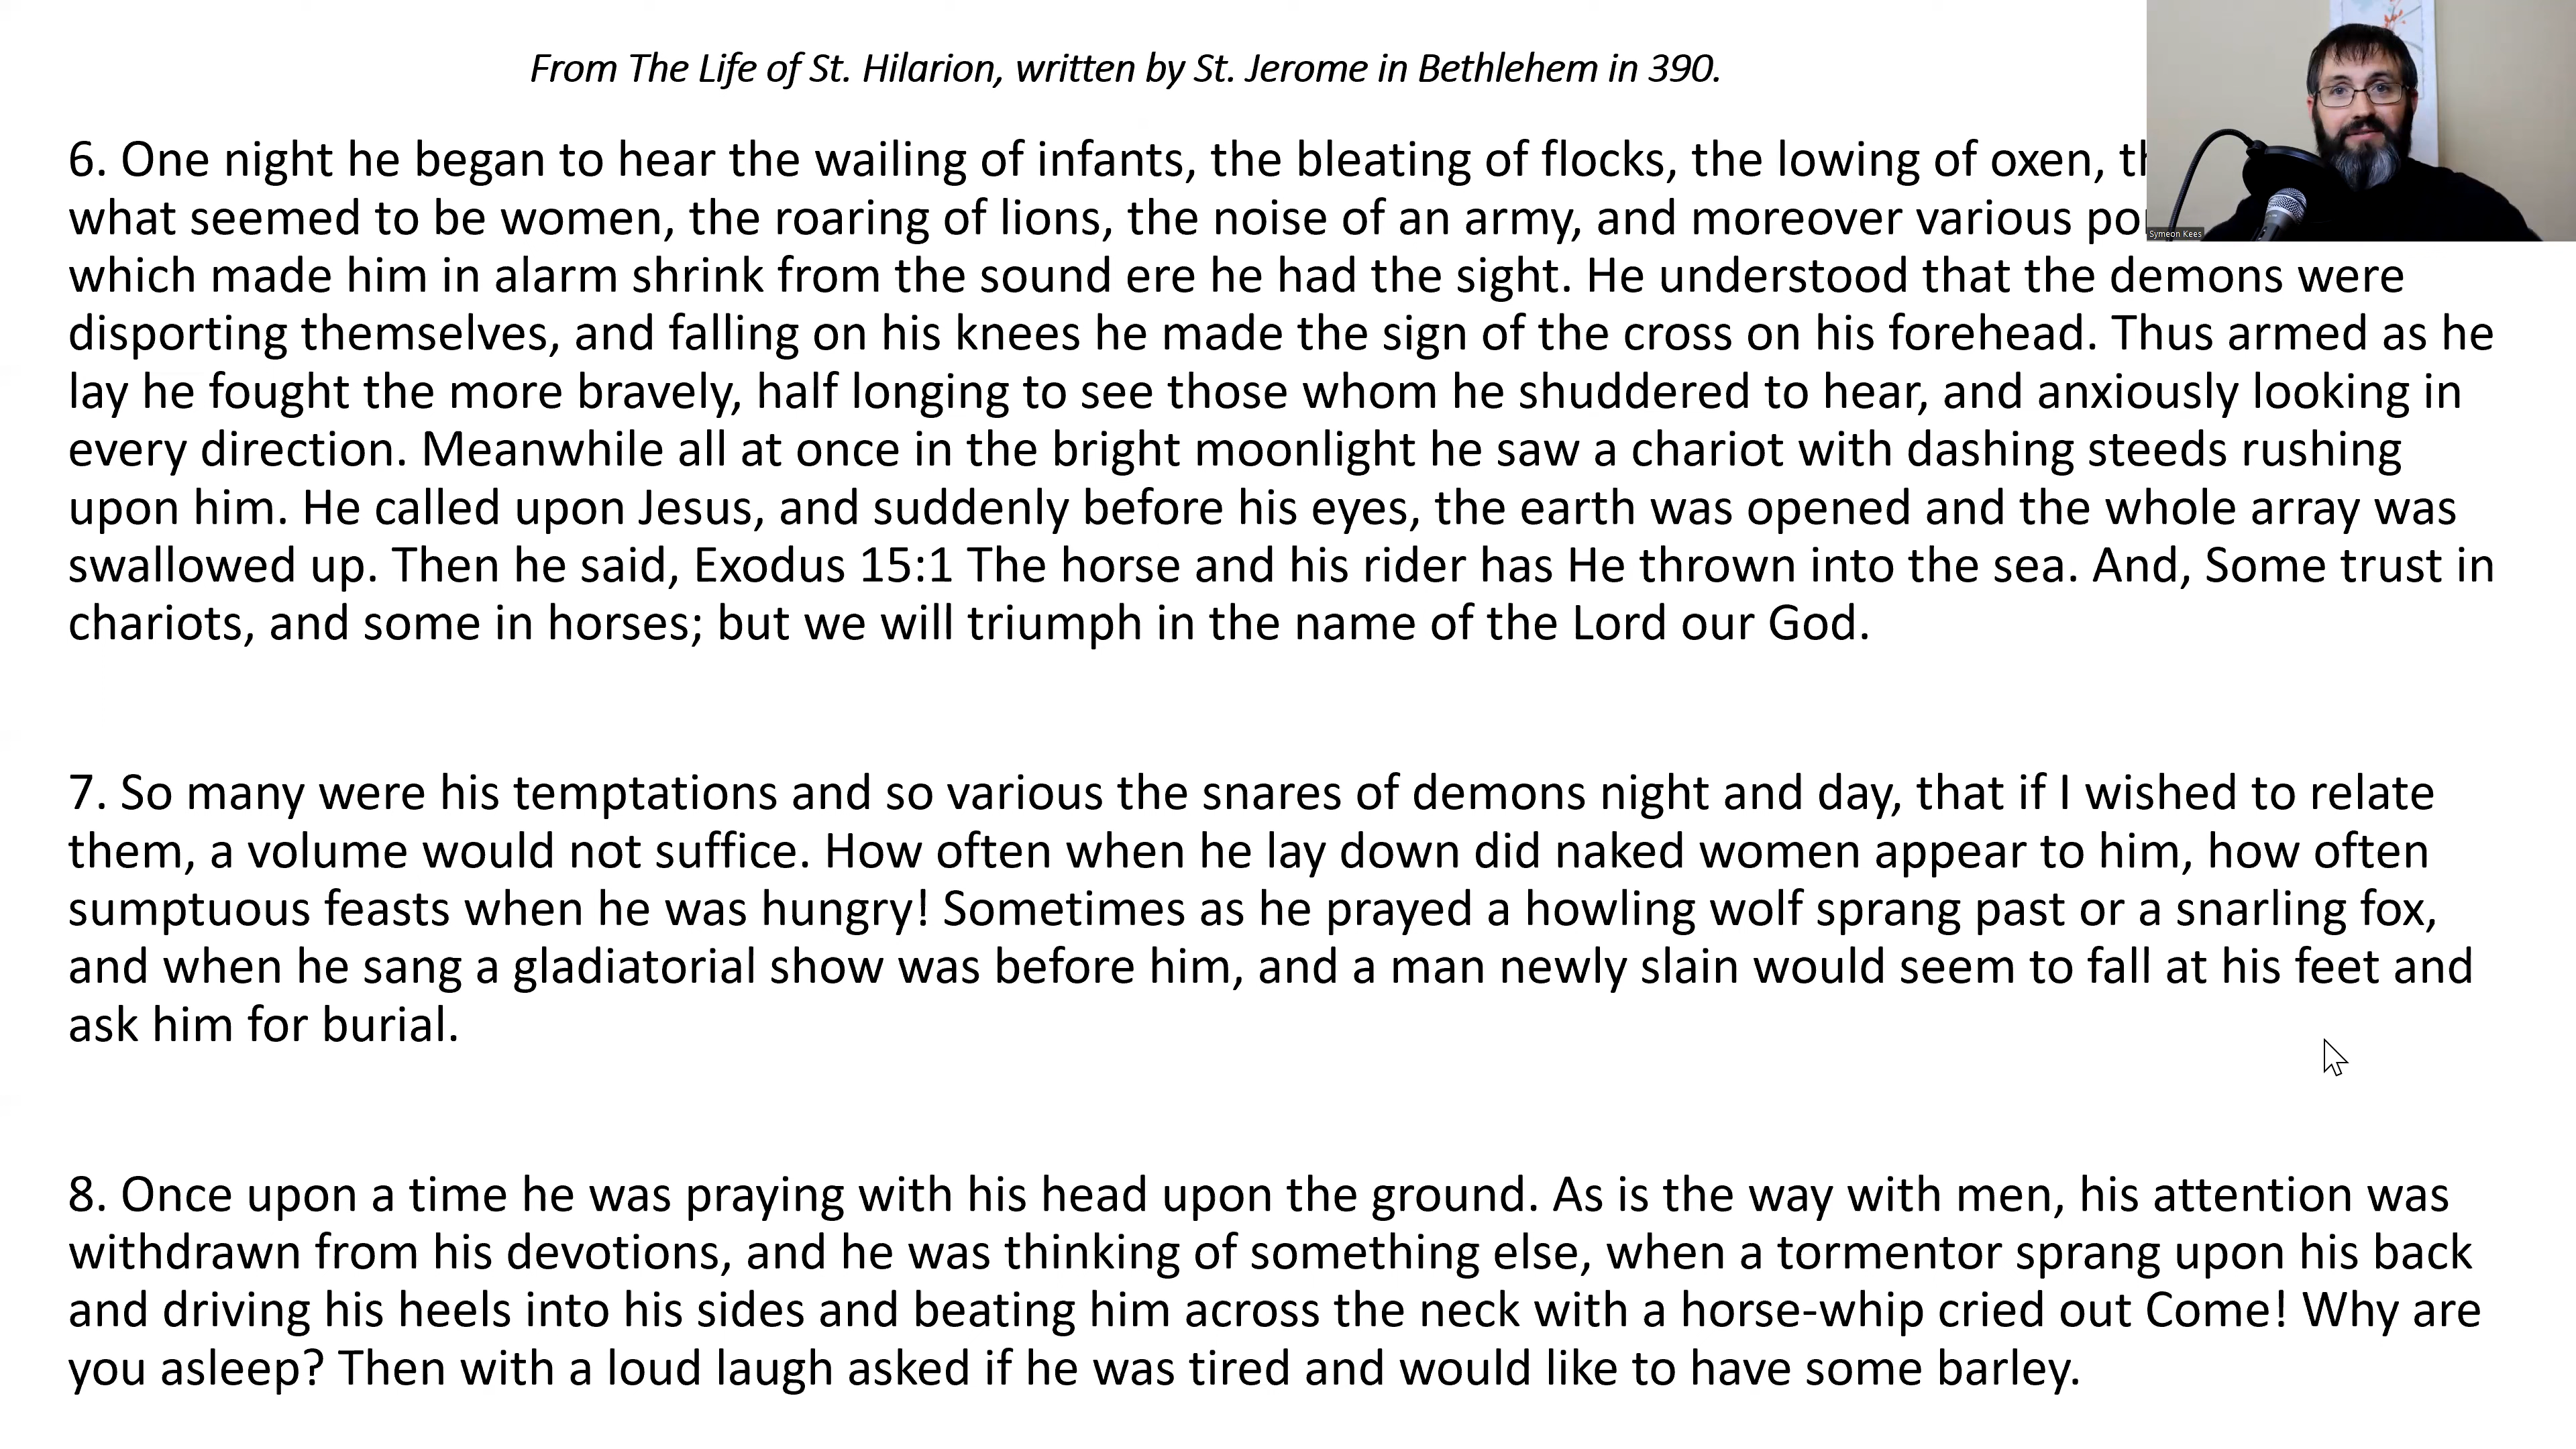 From The Life of St. Hilarion, written by St. Jerome in Bethlehem in 390.
6. One night he began to hear the wailing of infants, the bleating of flocks, the lowing of oxen,
what seemed to be women, the roaring of lions, the noise of an army, and moreover various
which made him in alarm shrink from the sound ere he had the sight. He understood that the demons were
disporting themselves, and falling on his knees he made the sign of the cross on his forehead. Thus armed as he
lay he fought the more bravely, half longing to see those whom he shuddered to hear, and anxiously looking in
every direction. Meanwhile all at once in the bright moonlight he saw a chariot with dashing steeds rushing
upon him. He called upon Jesus, and suddenly before his eyes, the earth was opened and the whole array was
swallowed up. Then he said, Exodus 15:1 The horse and his rider has He thrown into the sea. And, Some trust in
chariots, and some in horses; but we will triumph in the name of the Lord our God.
7. So many were his temptations and so various the snares of demons night and day, that if I wished to relate
them, a volume would not suffice. How often when he lay down did naked women appear to him, how often
sumptuous feasts when he was hungry! Sometimes as he prayed a howling wolf sprang past or a snarling fox,
and when he sang a gladiatorial show was before him, and a man newly slain would seem to fall at his feet and
ask him for burial.
8. Once upon a time he was praying with his head upon the ground. As is the way with men, his attention was
withdrawn from his devotions, and he was thinking of something else, when a tormentor sprang upon his back
and driving his heels into his sides and beating him across the neck with a horse-whip cried out Come! Why are
you asleep? Then with a loud laugh asked if he was tired and would like to have some barley.
Symeon Kees